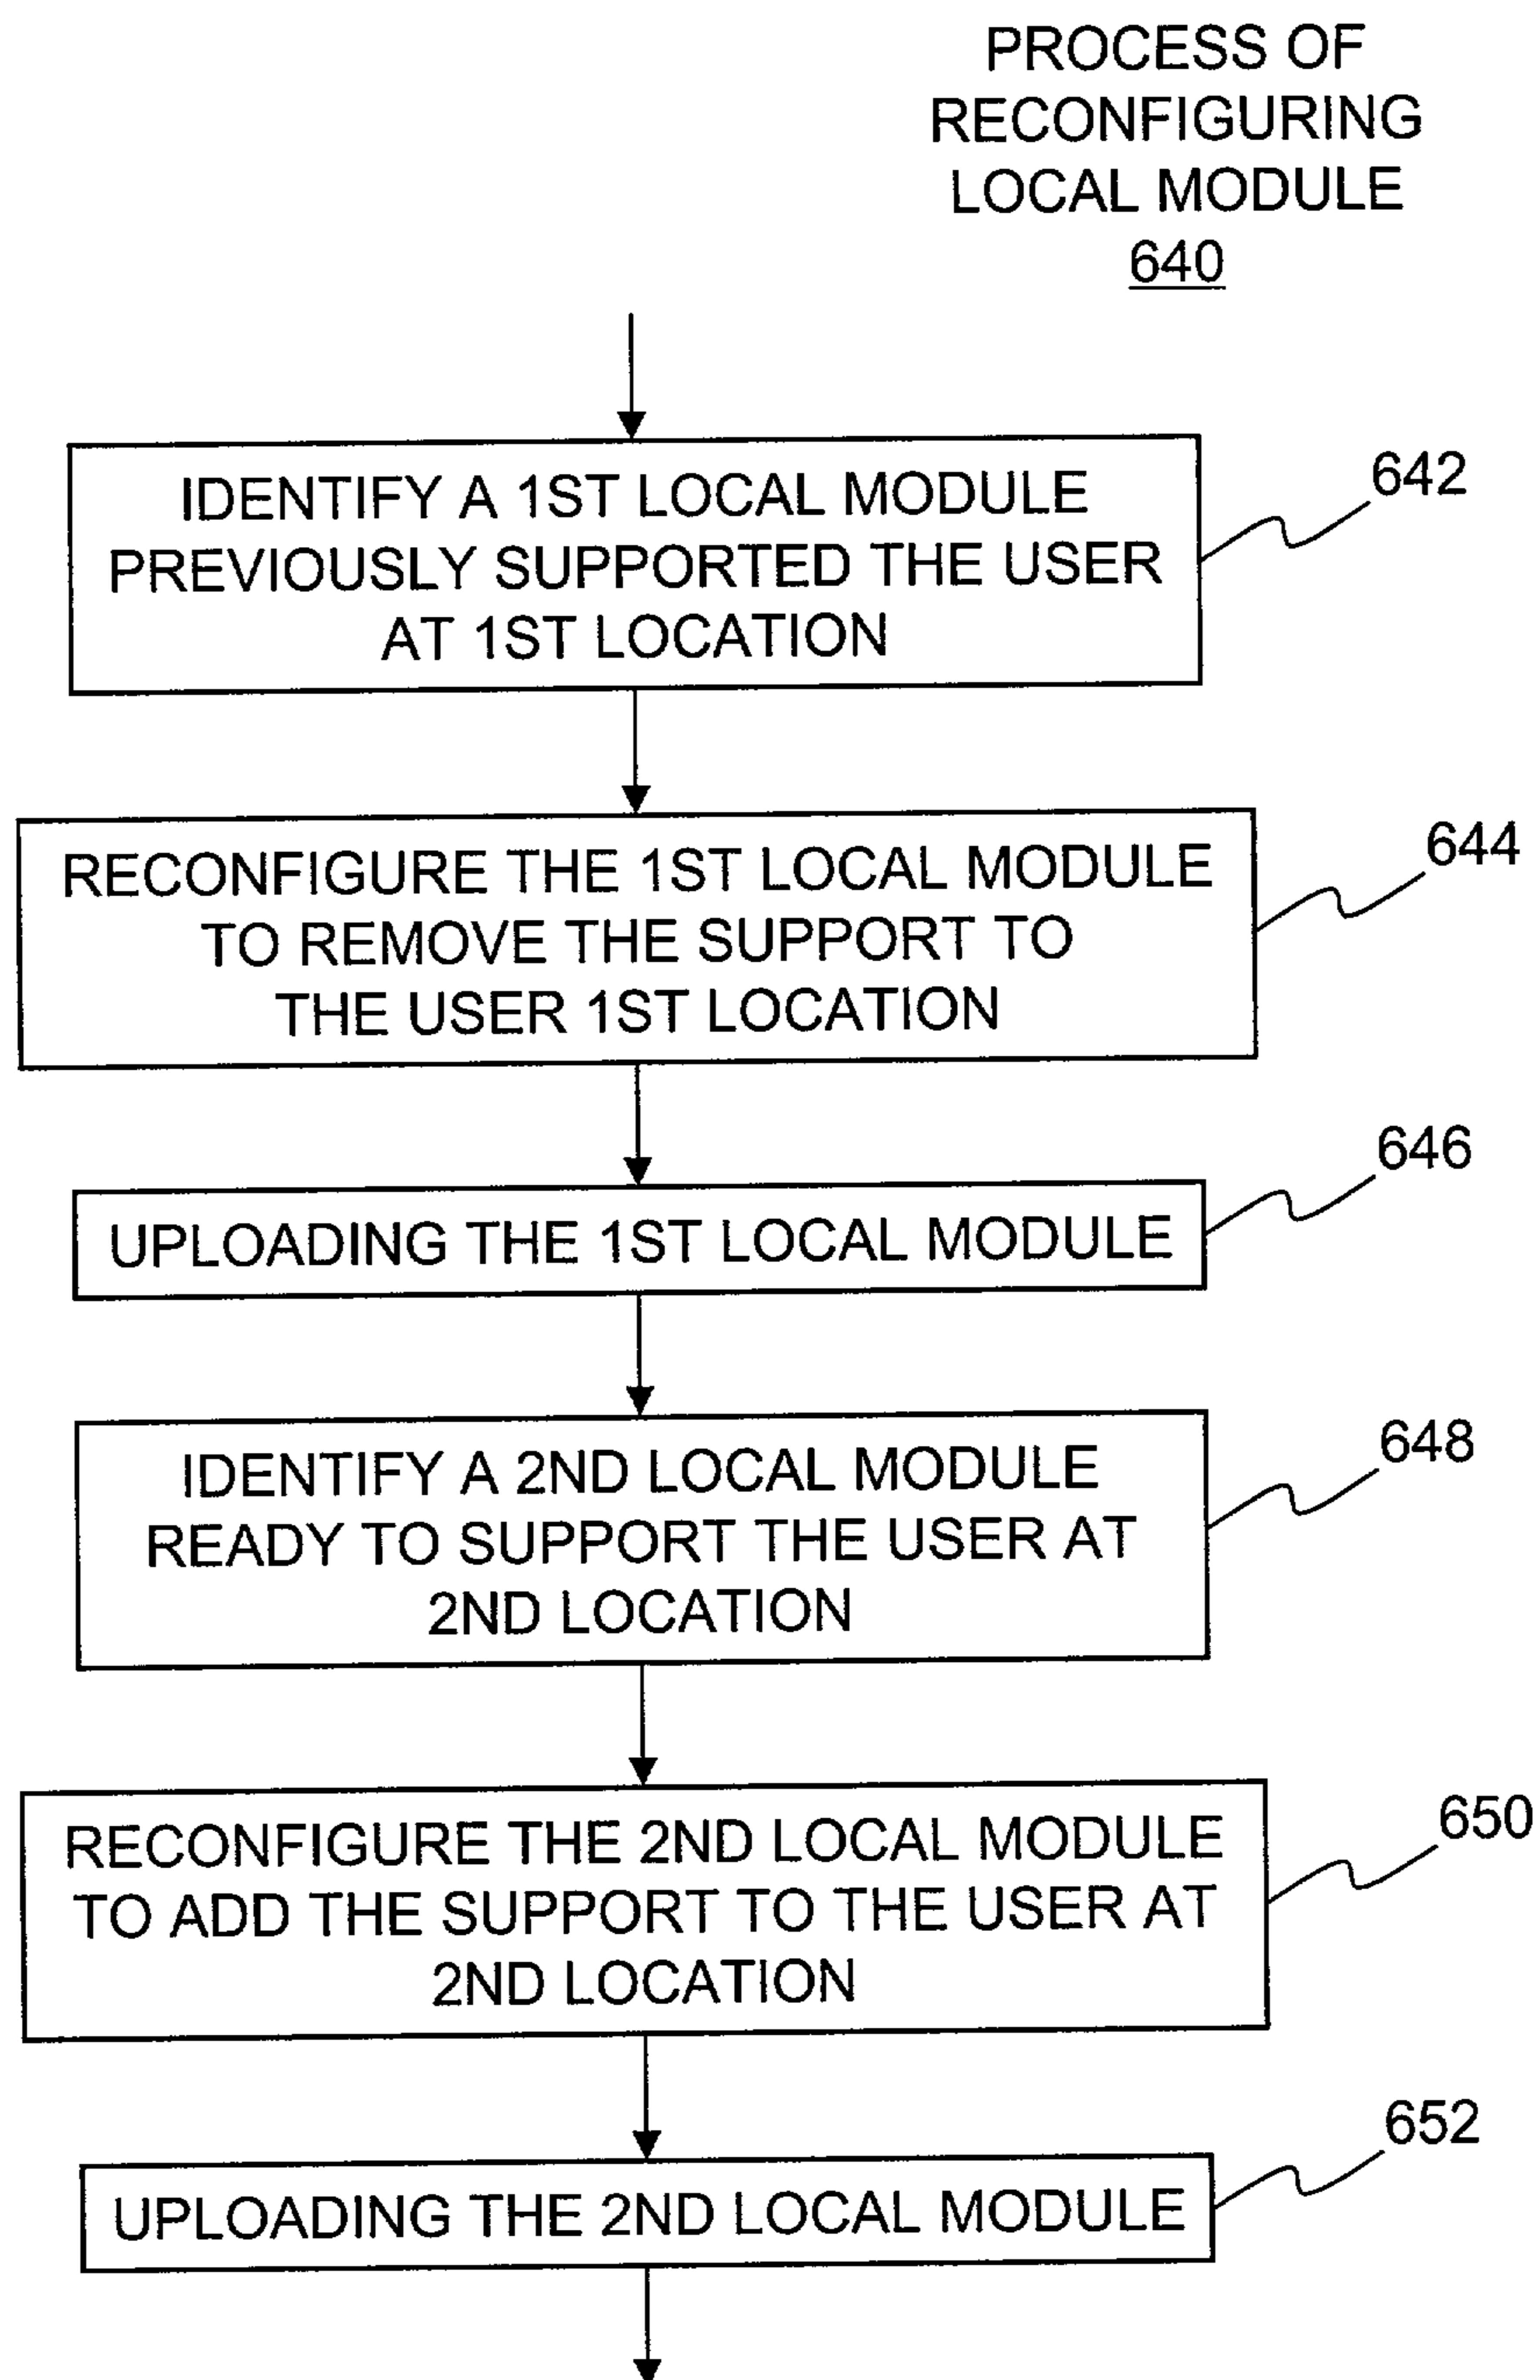 PROCESS OF
RECONFIGURING
LOCAL MODULE
640
IDENTIFY A 1ST LOCAL MODULE
PREVIOUSLY SUPPORTED THE USER
AT 1ST LOCATION
642
RECONFIGURE THE 1ST LOCAL MODULE
TO REMOVE THE SUPPORT TO
THE USER 1ST LOCATION
644
UPLOADING THE 1ST LOCAL MODULE
646
IDENTIFY A 2ND LOCAL MODULE
READY TO SUPPORT THE USER AT
2ND LOCATION
648
RECONFIGURE THE 2ND LOCAL MODULE
TO ADD THE SUPPORT TO THE USER AT
2ND LOCATION
650
UPLOADING THE 2ND LOCAL MODULE
652